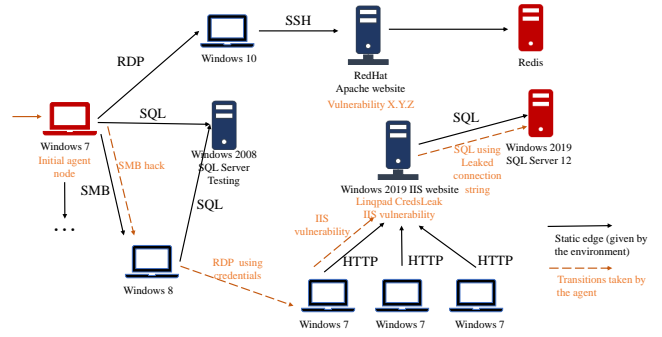 SSH
Windows 10
RDP
RedHat
Apache website
Vulnerability X.Y.Z
Redis
SQL
Windows 7
Initial agent
node
SMB hack
Windows 2008
SQL Server
Testing
SQL
SMB
...
SQL
Windows 2019
SQL Server 12
SQL using
Leaked
connection
string
Windows 2019 IIS website
Linqpad CredsLeak
IIS vulnerability
IIS
vulnerability
Windows 8
RDP using
credentials
HTTP
HTTP
HTTP
Windows 7
Windows 7
Windows 7
Static edge (given by
the environment)
Transitions taken by
the agent